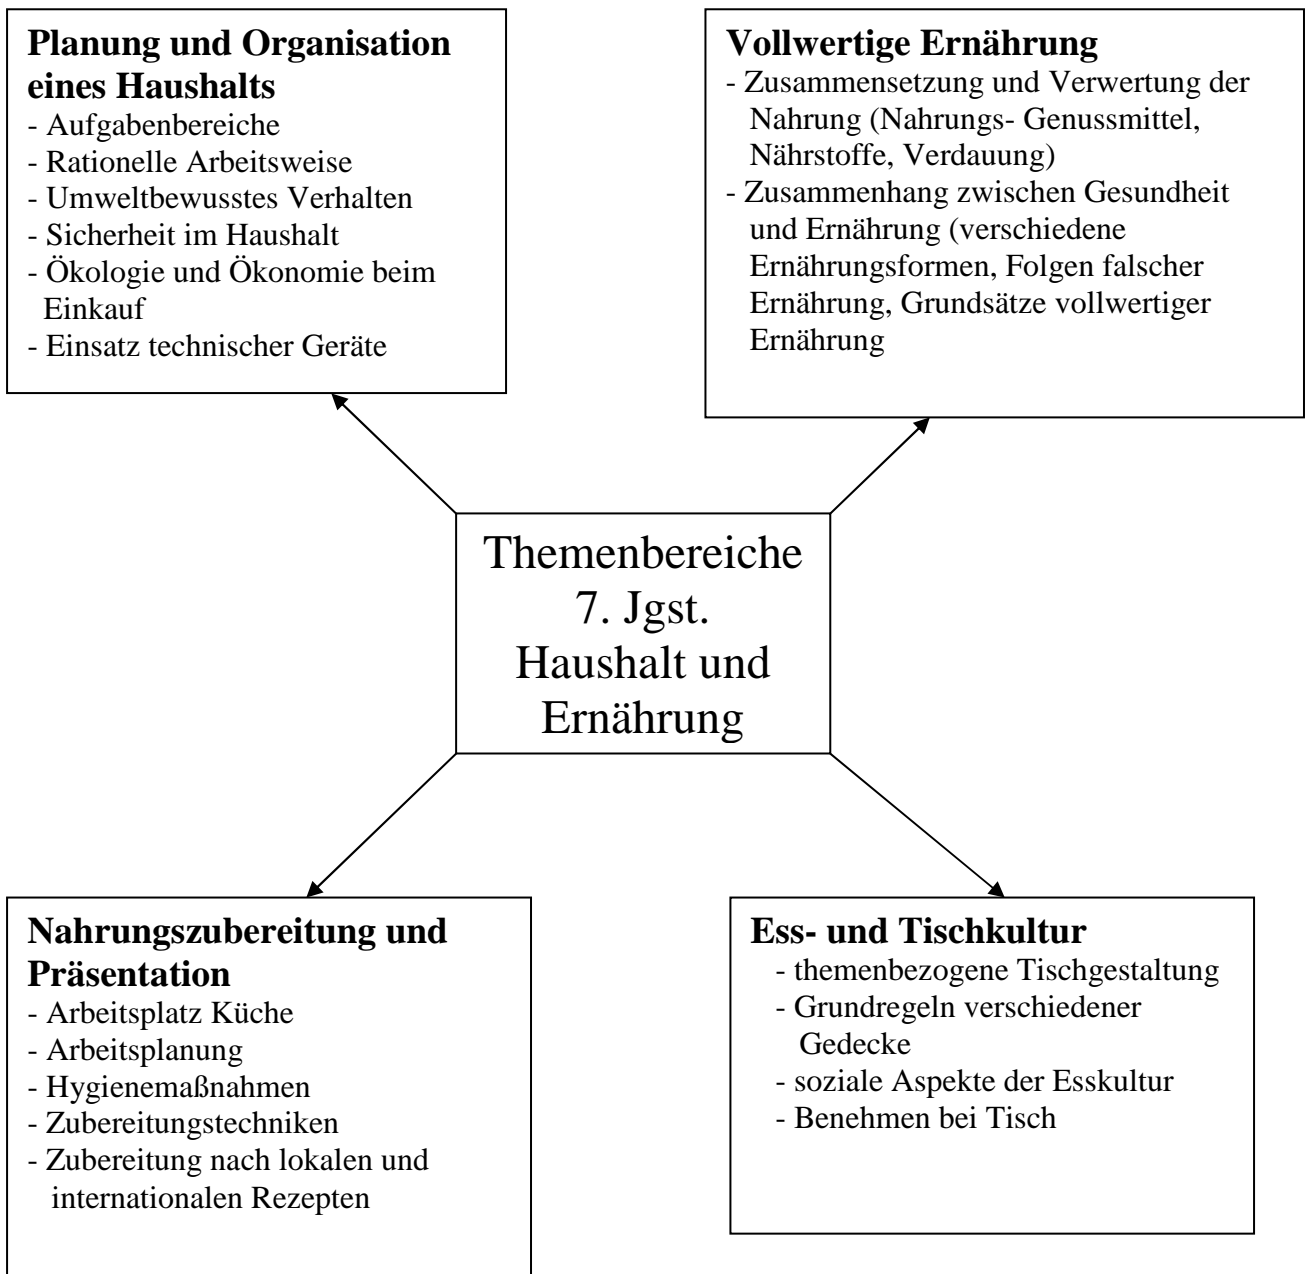 Planung und Organisation
eines Haushalts
- Aufgabenbereiche
- Rationelle Arbeitsweise
- Umweltbewusstes Verhalten
- Sicherheit im Haushalt
- Ökologie und Ökonomie beim
Einkauf
- Einsatz technischer Geräte
Vollwertige Ernährung
- Zusammensetzung und Verwertung der
Nahrung (Nahrungs- Genussmittel,
Nährstoffe, Verdauung)
- Zusammenhang zwischen Gesundheit
und Ernährung (verschiedene
Ernährungsformen, Folgen falscher
Ernährung, Grundsätze vollwertiger
Ernährung
Themenbereiche
7. Jgst.
Haushalt und
Ernährung
Nahrungszubereitung und
Präsentation
- Arbeitsplatz Küche
- Arbeitsplanung
- Hygienemaßnahmen
- Zubereitungstechniken
- Zubereitung nach lokalen und
internationalen Rezepten
Ess- und Tischkultur
- themenbezogene Tischgestaltung
- Grundregeln verschiedener
Gedecke
- soziale Aspekte der Esskultur
- Benehmen bei Tisch